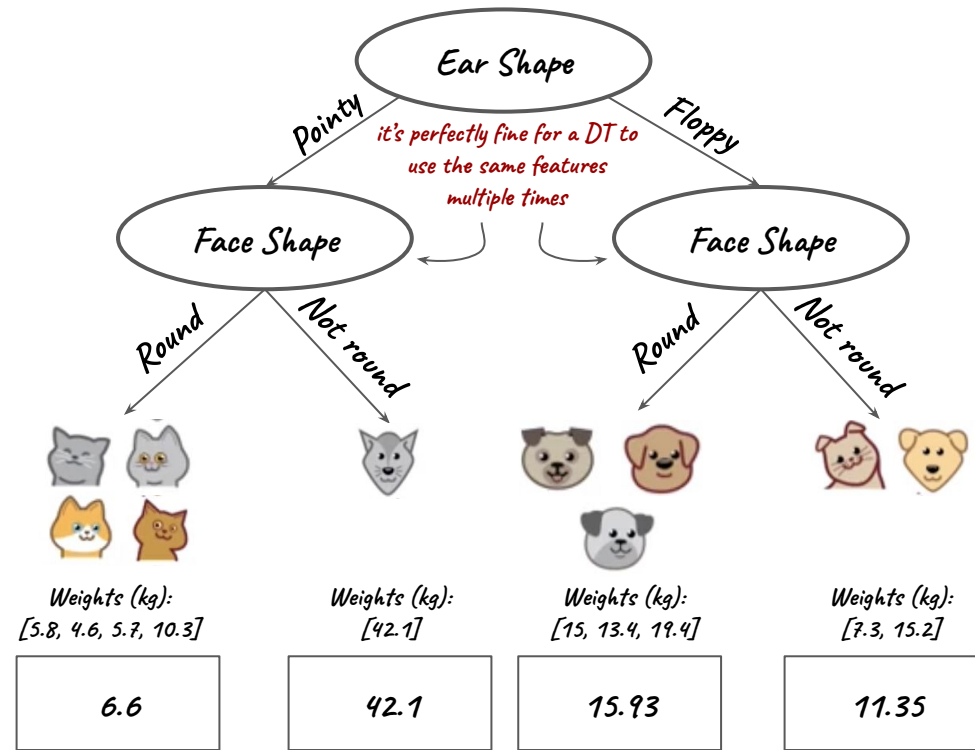 Ear Shape
Pointy
Floppy
it's perfectly fine for a DT to
use the same features
multiple times
Face Shape
Face Shape
Round
Not round
Round
Not round
Weights (kg):
[5.8, 4.6, 5.7, 10.3]
Weights (kg):
[42.1]
Weights (kg):
[15, 13.4, 19.4]
Weights (kg):
[7.3, 15.2]
6.6
42.1
15.93
11.35